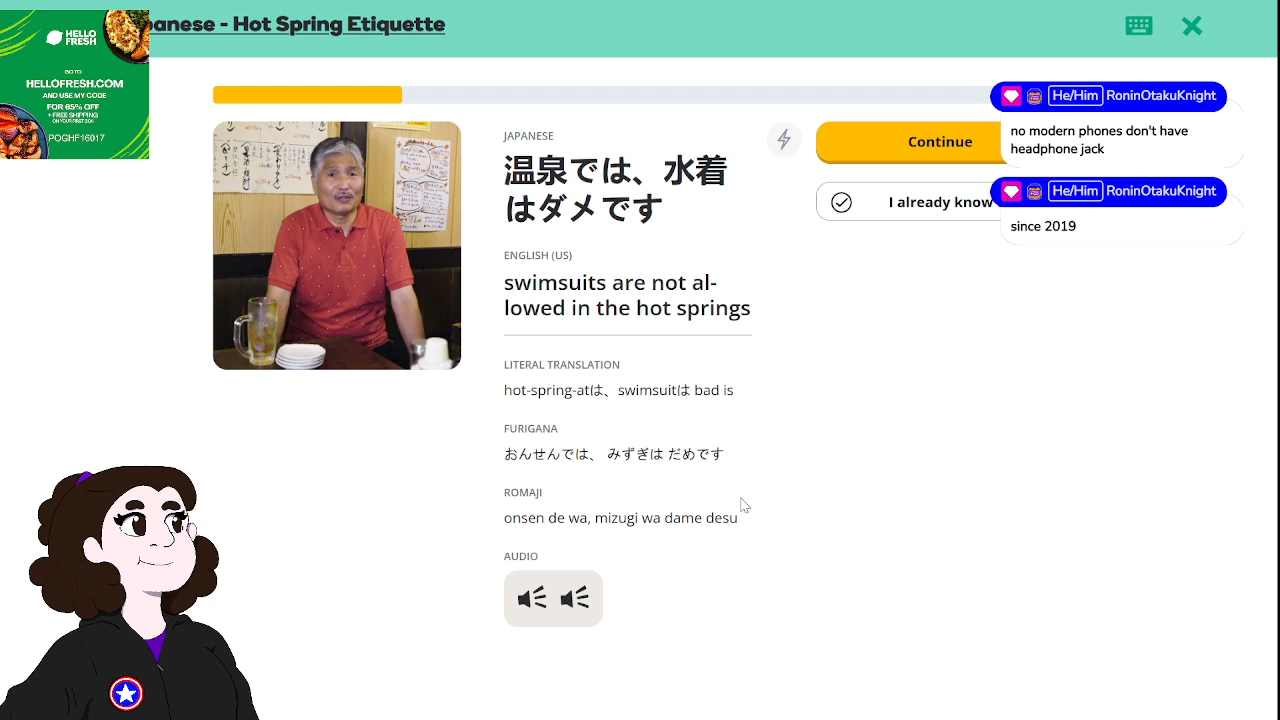 panese - Hot Spring Etiquette
HELLO
FRESH
GO TO
HELLOFRESH.COM
AND USE MY CODE
FOR 65% OFF
+ FREE SHIPPING
ON YOUR FIRST BOX
POGHF16017
JAPANESE
温泉では、水着
はダメです
ENGLISH (US)
swimsuits are not al-
lowed in the hot springs
LITERAL TRANSLATION
hot-spring-atは、swimsuitは bad is
FURIGANA
おんせんでは、 みずぎは だめです
ROMAJI
onsen de wa, mizugi wa dame desu
AUDIO
Continue
I already know
He/Him RoninOtakuKnight
no modern phones don't have
headphone jack
He/Him RoninOtakuKnight
since 2019